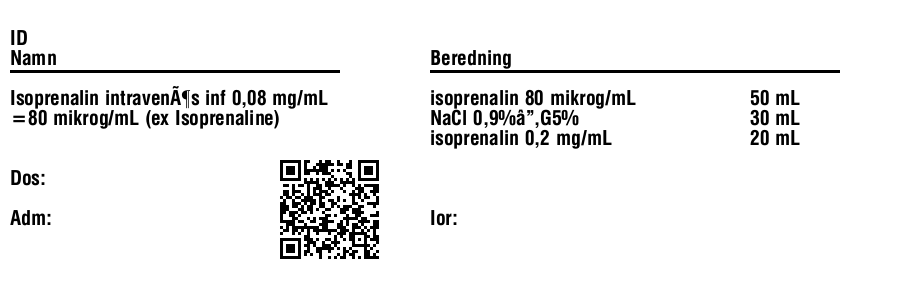 ID
Namn
Isoprenalin intravenÃ¶s inf 0,08 mg/mL
=80 mikrog/mL (ex Isoprenaline)
Dos:
Adm:
Beredning
isoprenalin 80 mikrog/mL 50 mL
NaCl 0,9%â”‚G5% 30 mL
isoprenalin 0,2 mg/mL 20 mL
Ior: